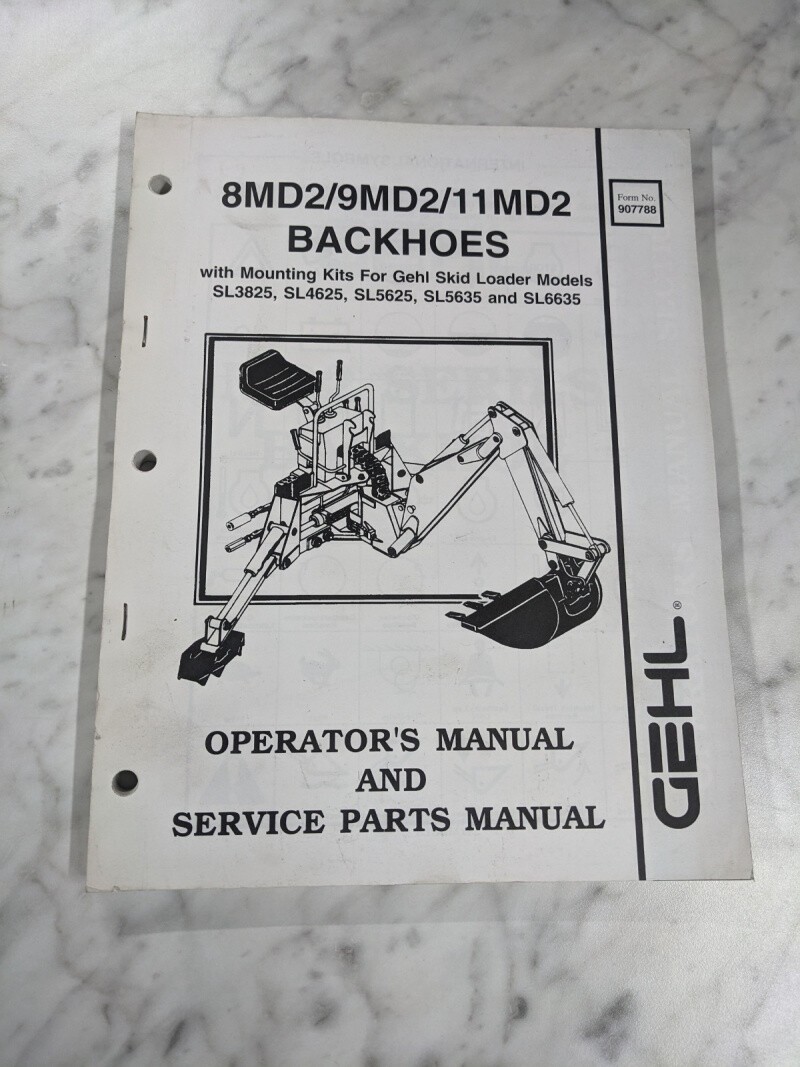 8MD2/9MD2/11MD2
BACKHOES
with Mounting Kits For Gehl Skid Loader Models
SL3825, SL4625, SL5625, SL5635 and SL6635
Form No.
907788
OPERATOR'S MANUAL
AND
SERVICE PARTS MANUAL
GEHL®